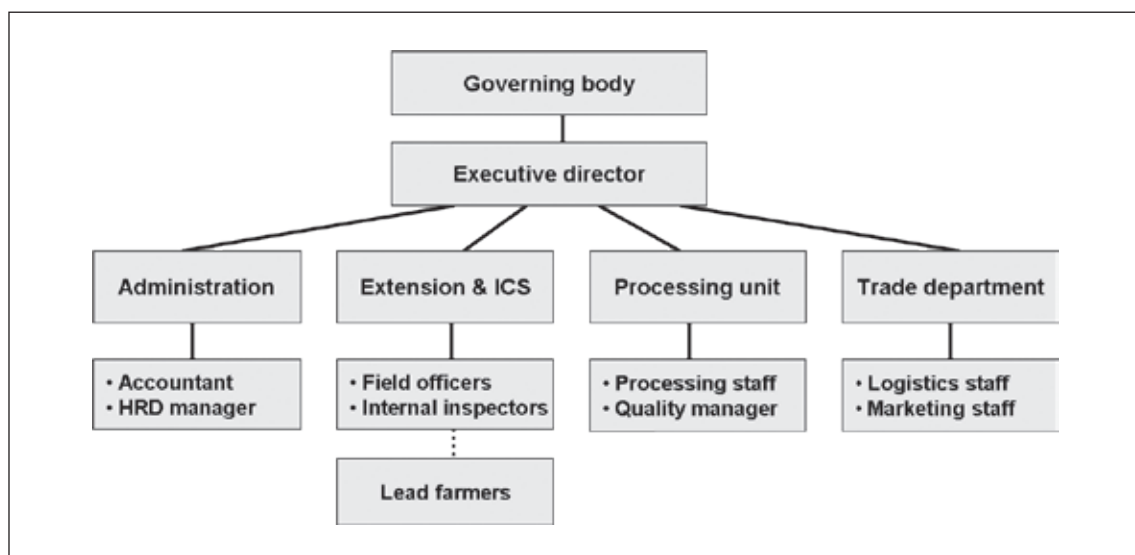 Governing body
Executive director
Administration
Extension & ICS
Processing unit
Trade department
• Accountant
• HRD manager
• Field officers
• Internal inspectors
• Processing staff
• Quality manager
• Logistics staff
• Marketing staff
Lead farmers